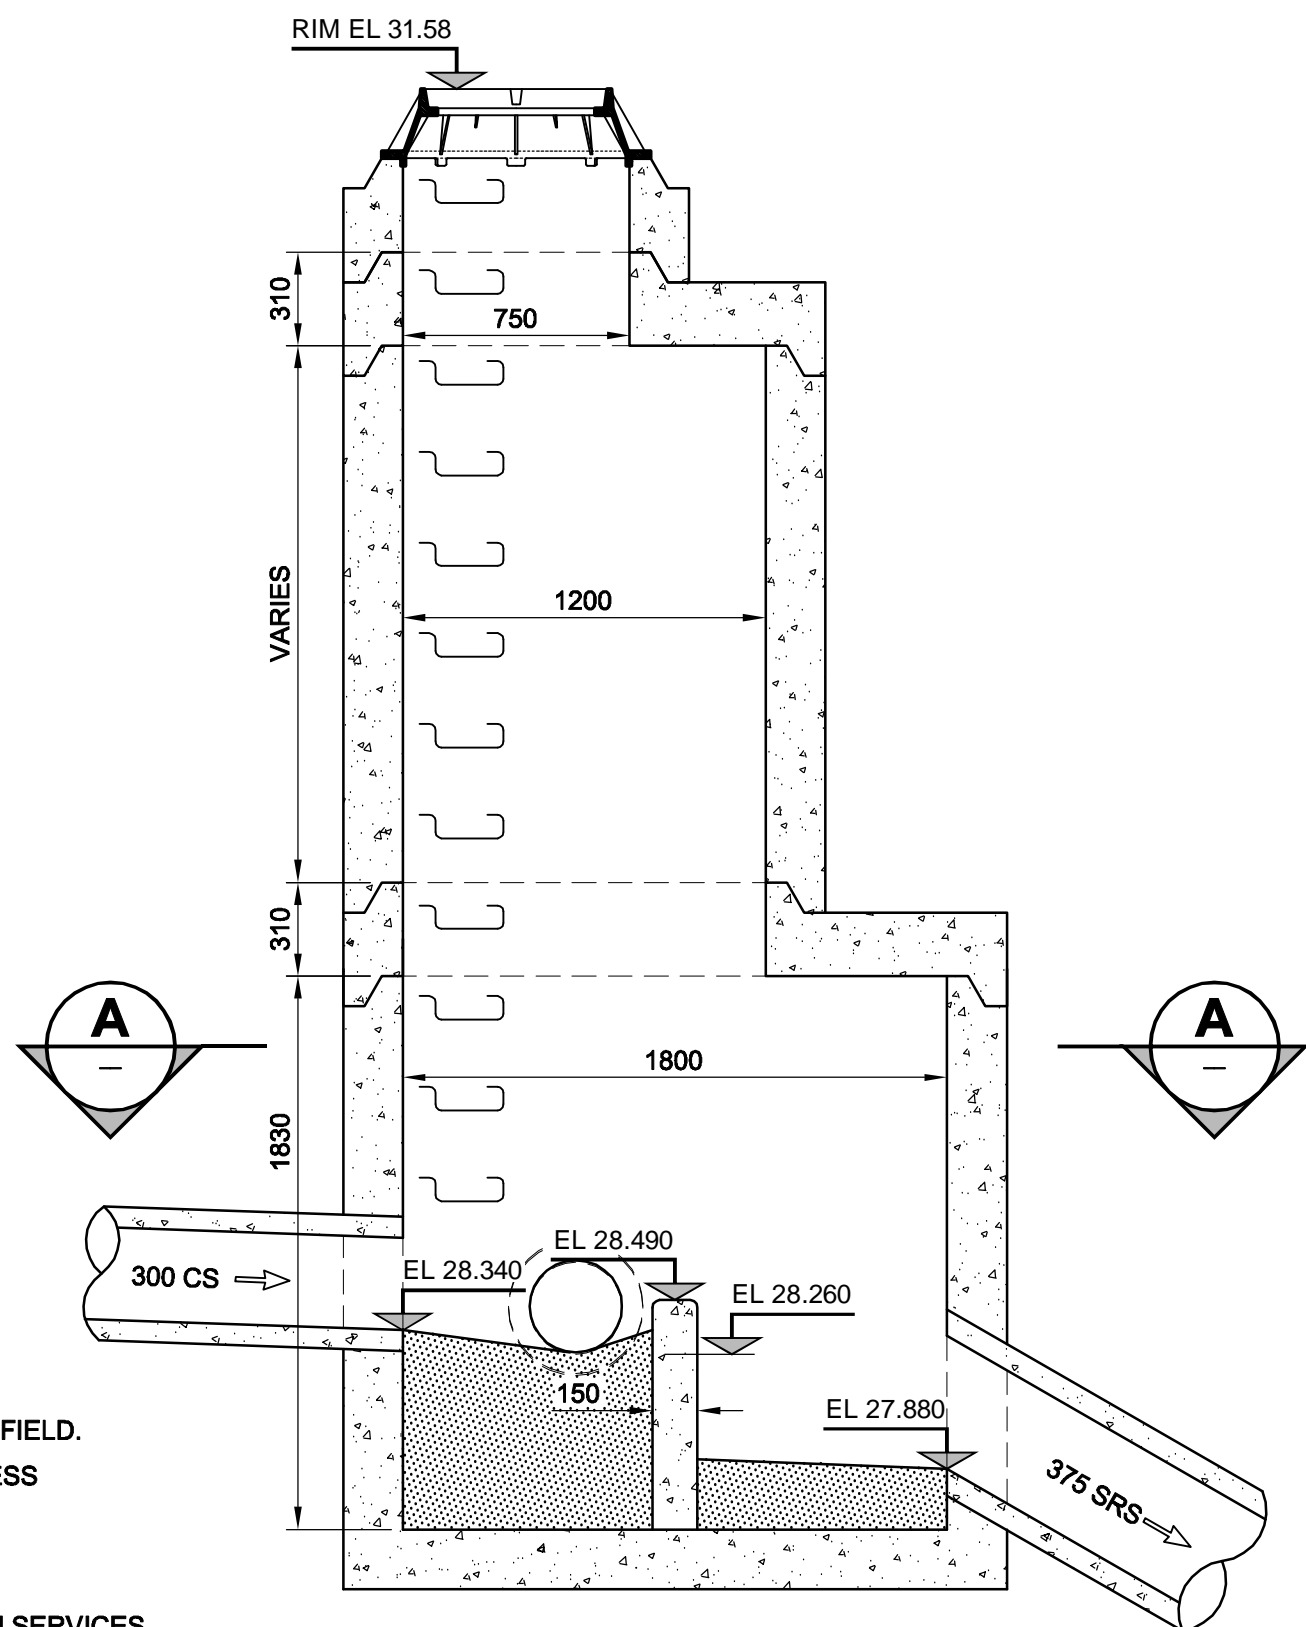 RIM EL 31.58
310
750
VARIES
1200
310
A
–
A
–
1800
1830
EL 28.490
EL 28.340
300 CS
EL 28.260
150
EL 27.880
FIELD.
375 SRS
SERVICES